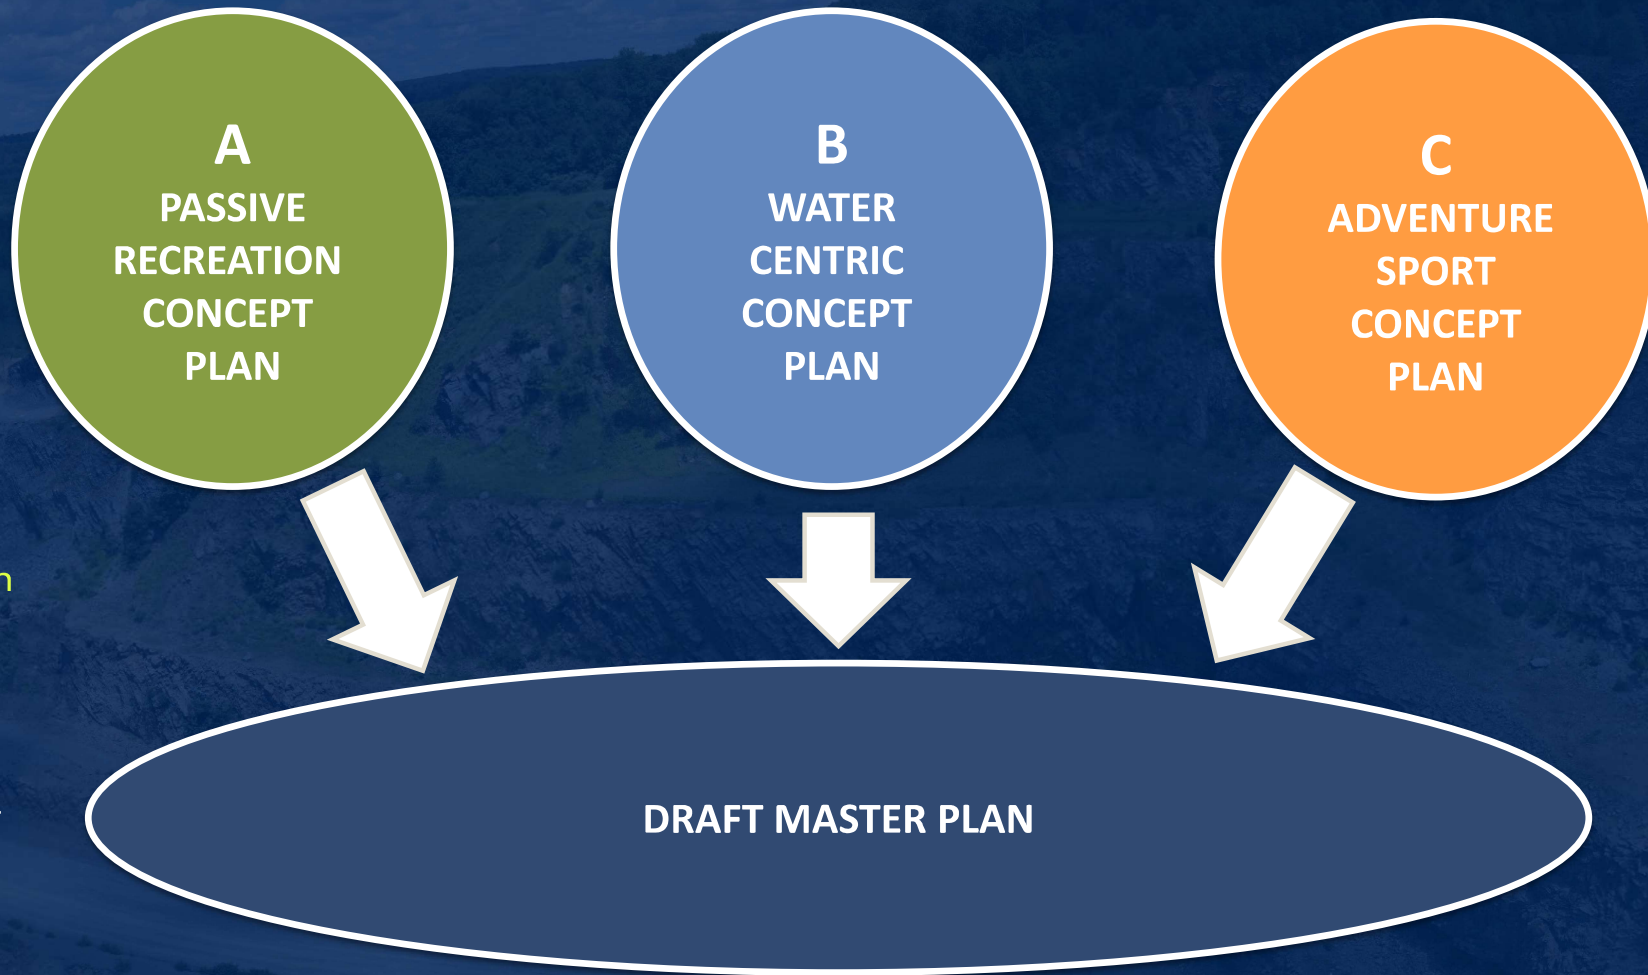 A
PASSIVE
RECREATION
CONCEPT
PLAN
B
WATER
CENTRIC
CONCEPT
PLAN
C
ADVENTURE
SPORT
CONCEPT
PLAN
DRAFT MASTER PLAN